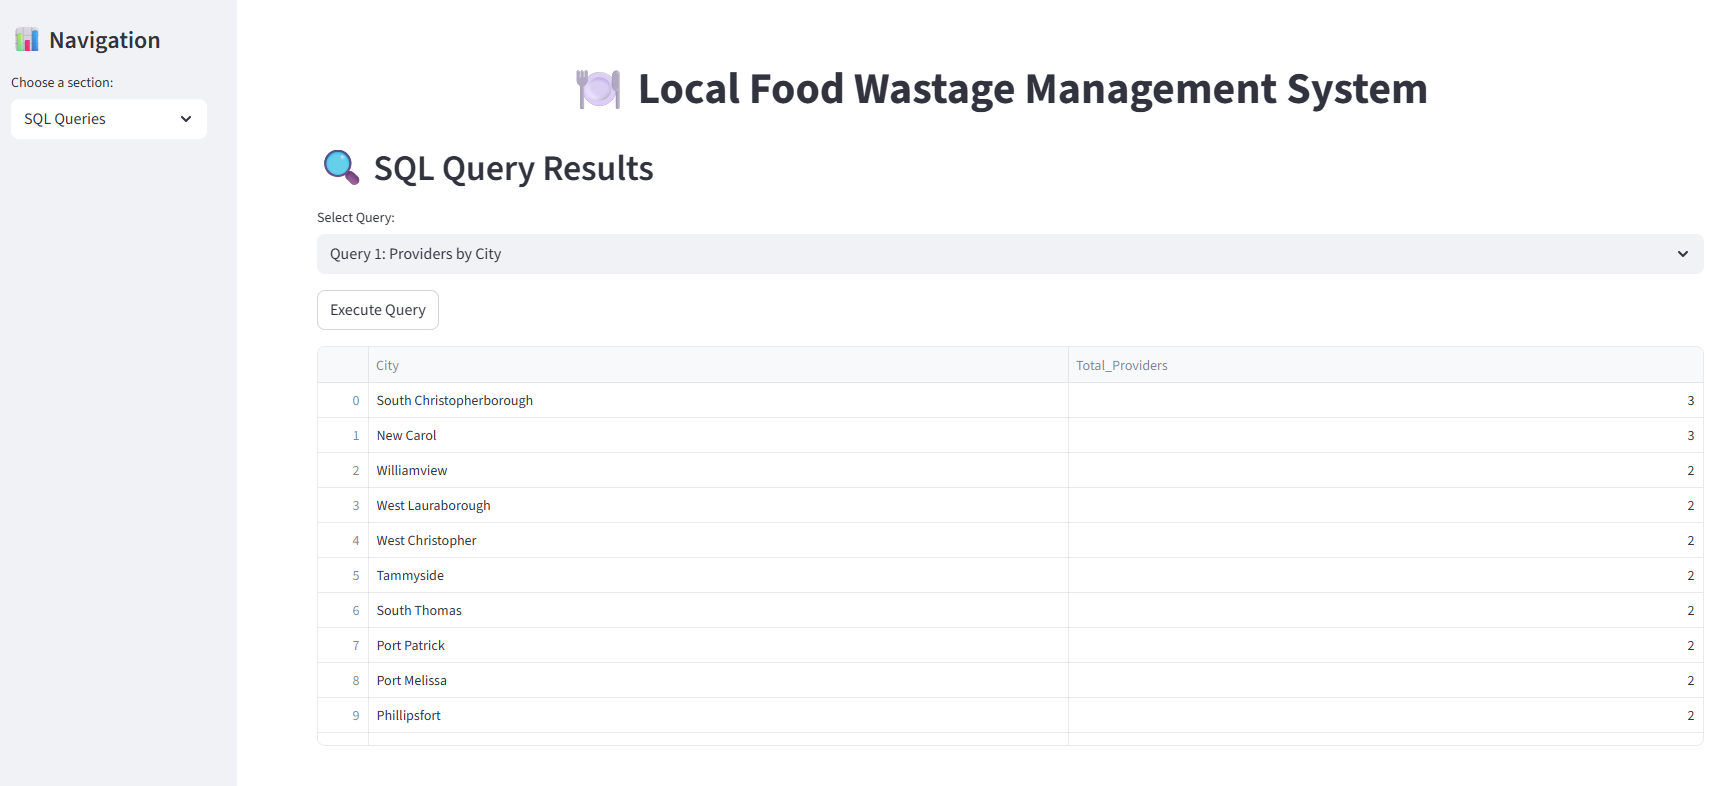 Navigation
Choose a section:
SQL Queries
Local Food Wastage Management System
SQL Query Results
Select Query:
Query 1: Providers by City
Execute Query
City Total_Providers
0 South Christopherborough 3
1 New Carol 3
2 Williamview 2
3 West Lauraborough 2
4 West Christopher 2
5 Tammyside 2
6 South Thomas 2
7 Port Patrick 2
8 Port Melissa 2
9 Phillipsfort 2